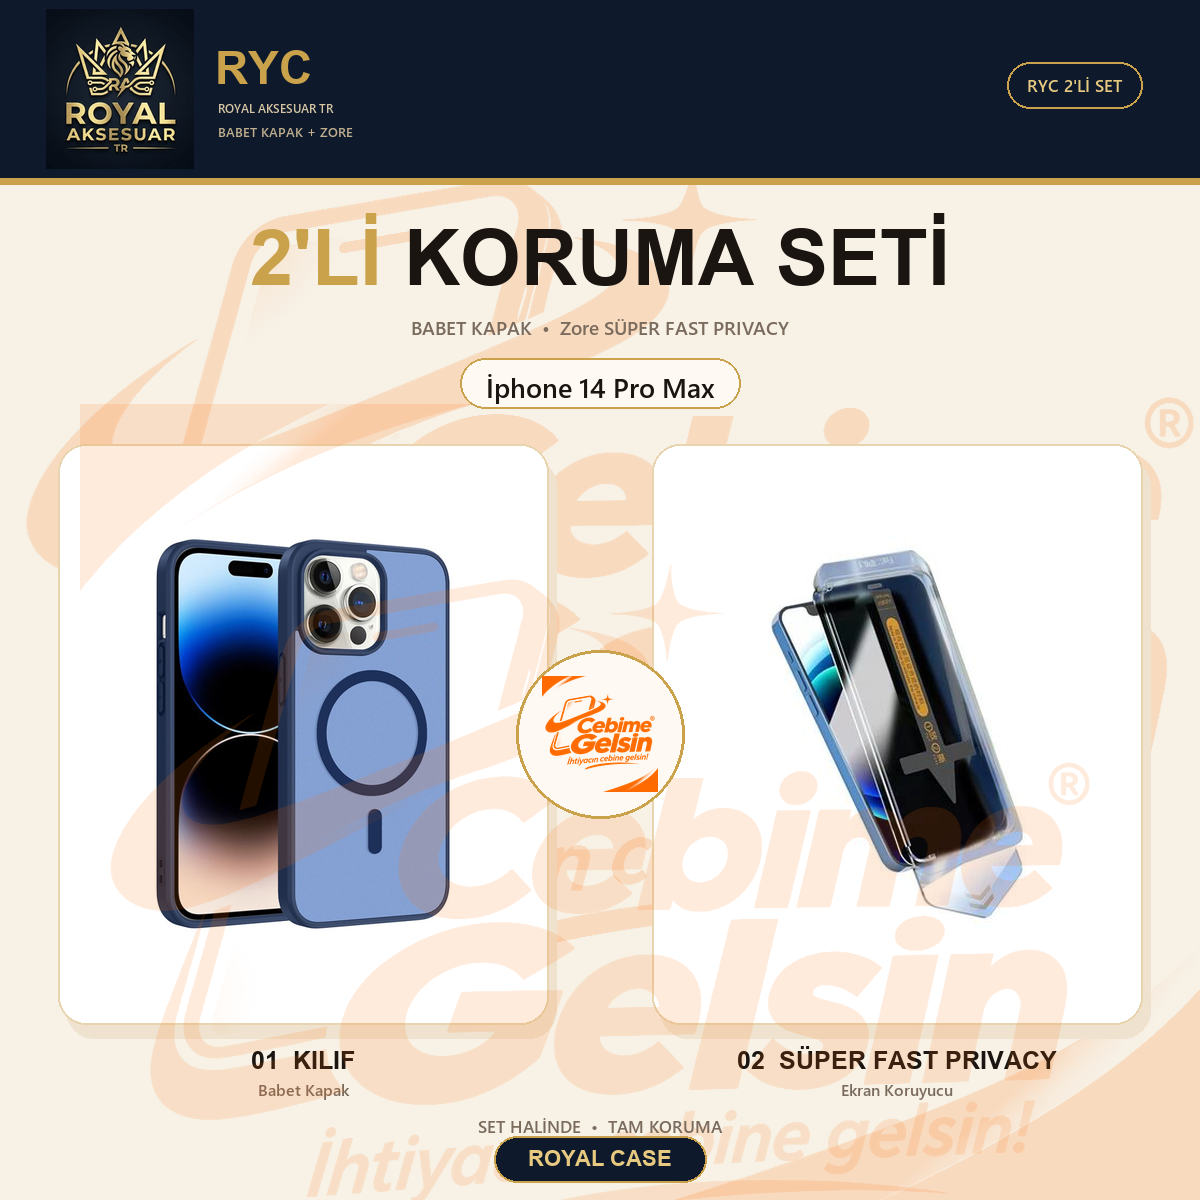 ROYAL
AKSESUAR
TR
RYC
ROYAL AKSESUAR TR
BABET KAPAK + ZORE
RYC 2'Lİ SET
2'Lİ KORUMA SETİ
BABET KAPAK • Zore SÜPER FAST PRIVACY
İphone 14 Pro Max
Cebime®
Gelsin
İhtiyacın cebine gelsin!
Cebime®
Gelsin
01 KILIF
Babet Kapak
02 SÜPER FAST PRIVACY
Ekran Koruyucu
SET HALİNDE • TAM KORUMA
ROYAL CASE